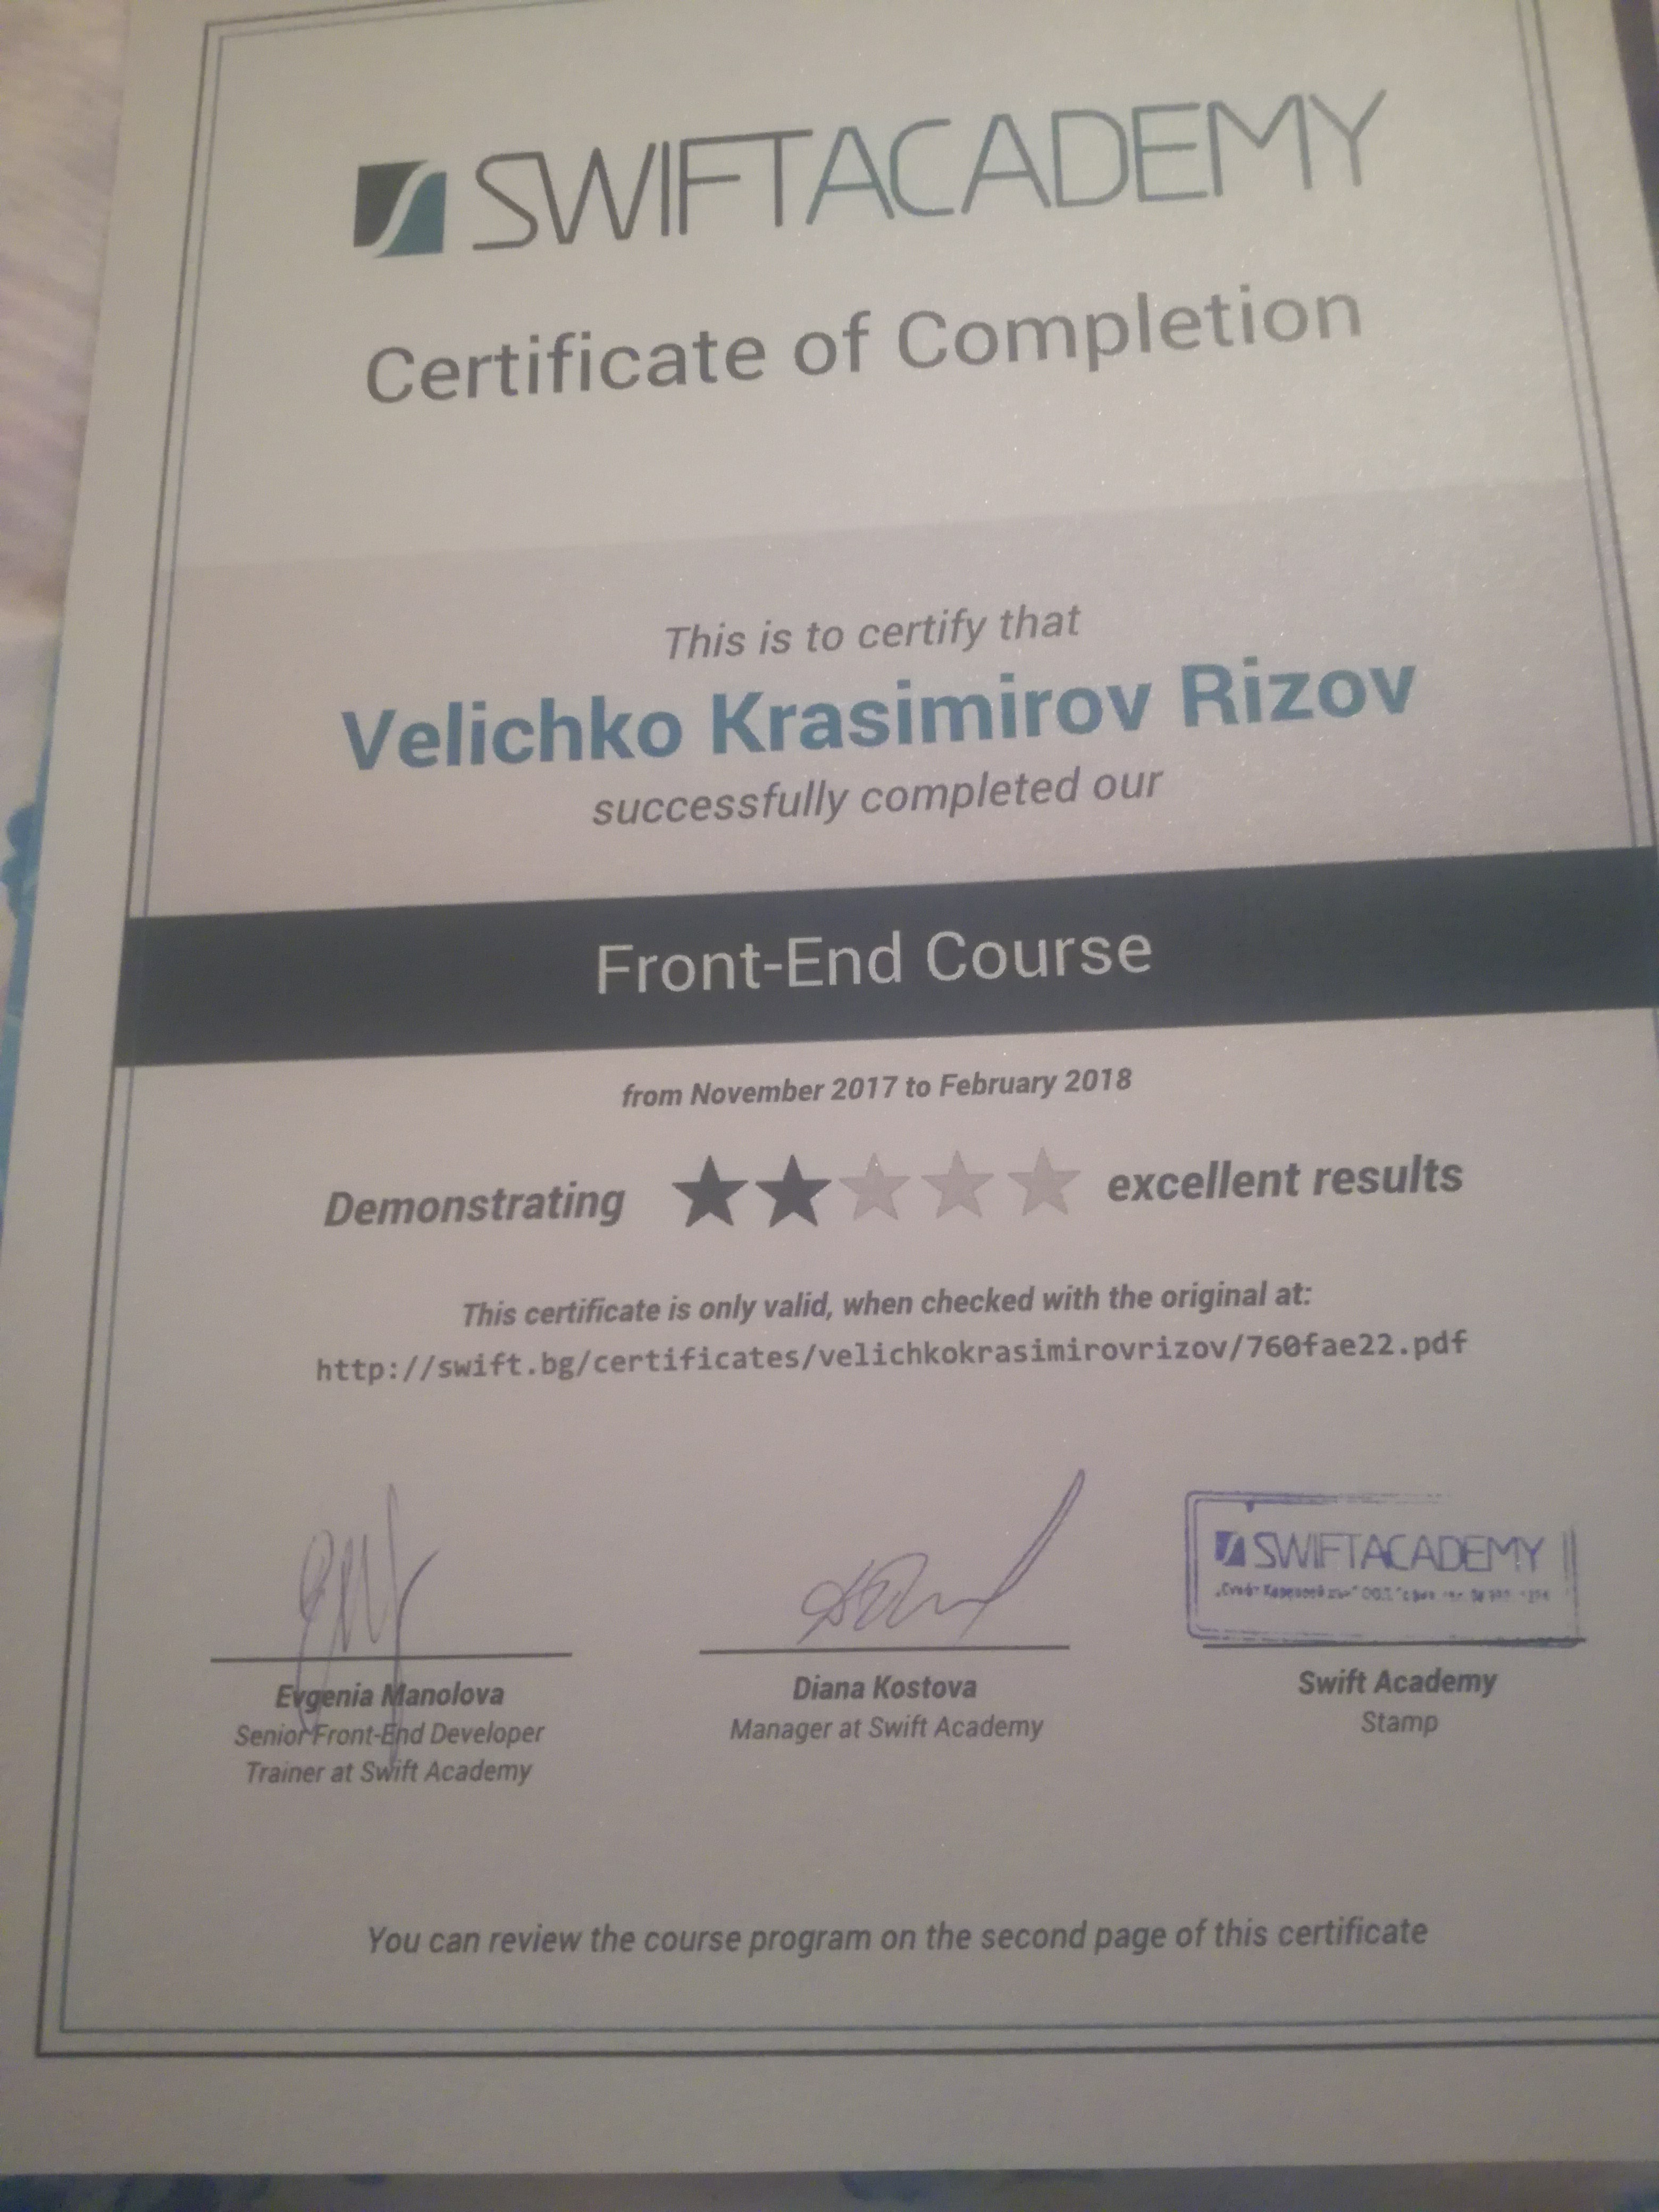 SWIFTACADEMY
Certificate of Completion
This is to certify that
Velichko Krasimirov Rizov
successfully completed our
Front-End Course
from November 2017 to February 2018
Demonstrating excellent results
This certificate is only valid, when checked with the original at:
http://swift.bg/certificates/velichkokrasimirovrizov/760fae22.pdf
SWIFTACADEMY
Evgenia Manolova
Senior Front-End Developer
Trainer at Swift Academy
Diana Kostova
Manager at Swift Academy
Swift Academy
Stamp
You can review the course program on the second page of this certificate